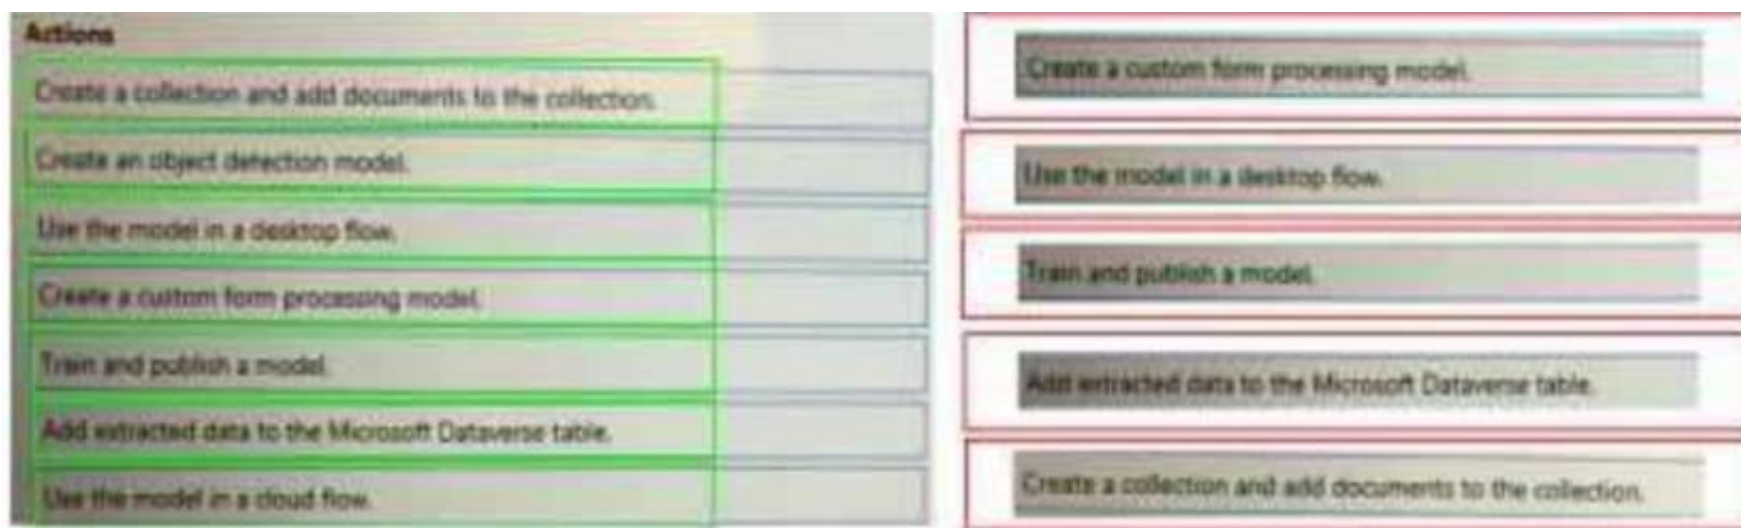 Actions
Create a collection and add documents to the collection.
Create an object detection model.
Use the model in a desktop flow.
Create a custom form processing model.
Train and publish a model.
Add extracted data to the Microsoft Dataverse table.
Use the model in a cloud flow.
Create a custom form processing model.
Use the model in a desktop flow.
Train and publish a model.
Add extracted data to the Microsoft Dataverse table.
Create a collection and add documents to the collection.